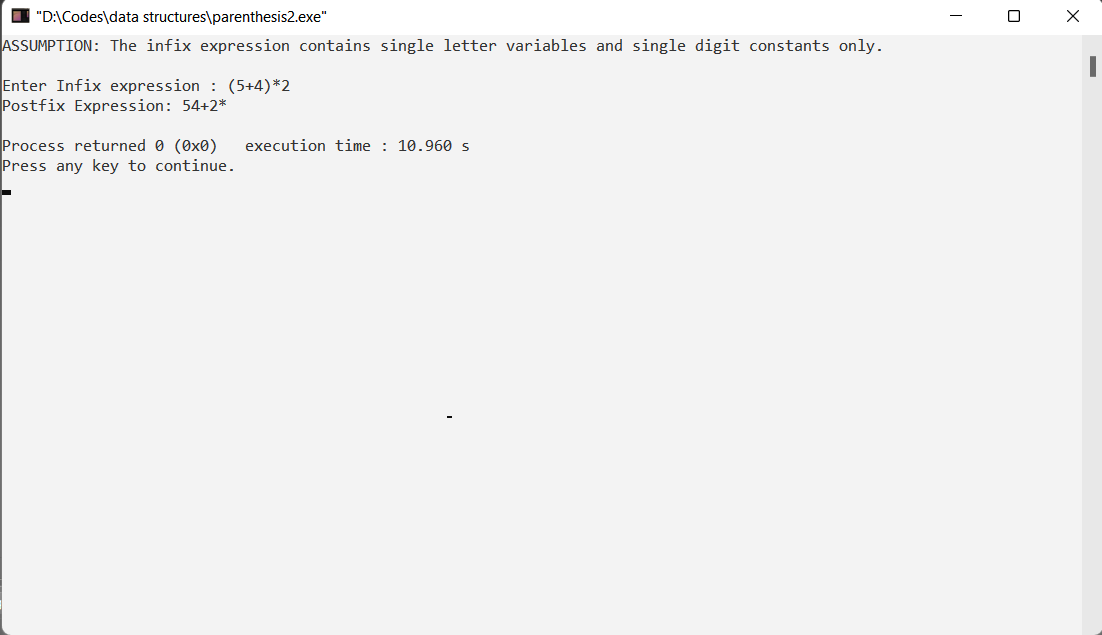 "D:\Codes\data structures\parenthesis2.exe"
ASSUMPTION: The infix expression contains single letter variables and single digit constants only.
Enter Infix expression : (5+4)*2
Postfix Expression: 54+2*
Process returned 0 (0x0)   execution time : 10.960 s
Press any key to continue.